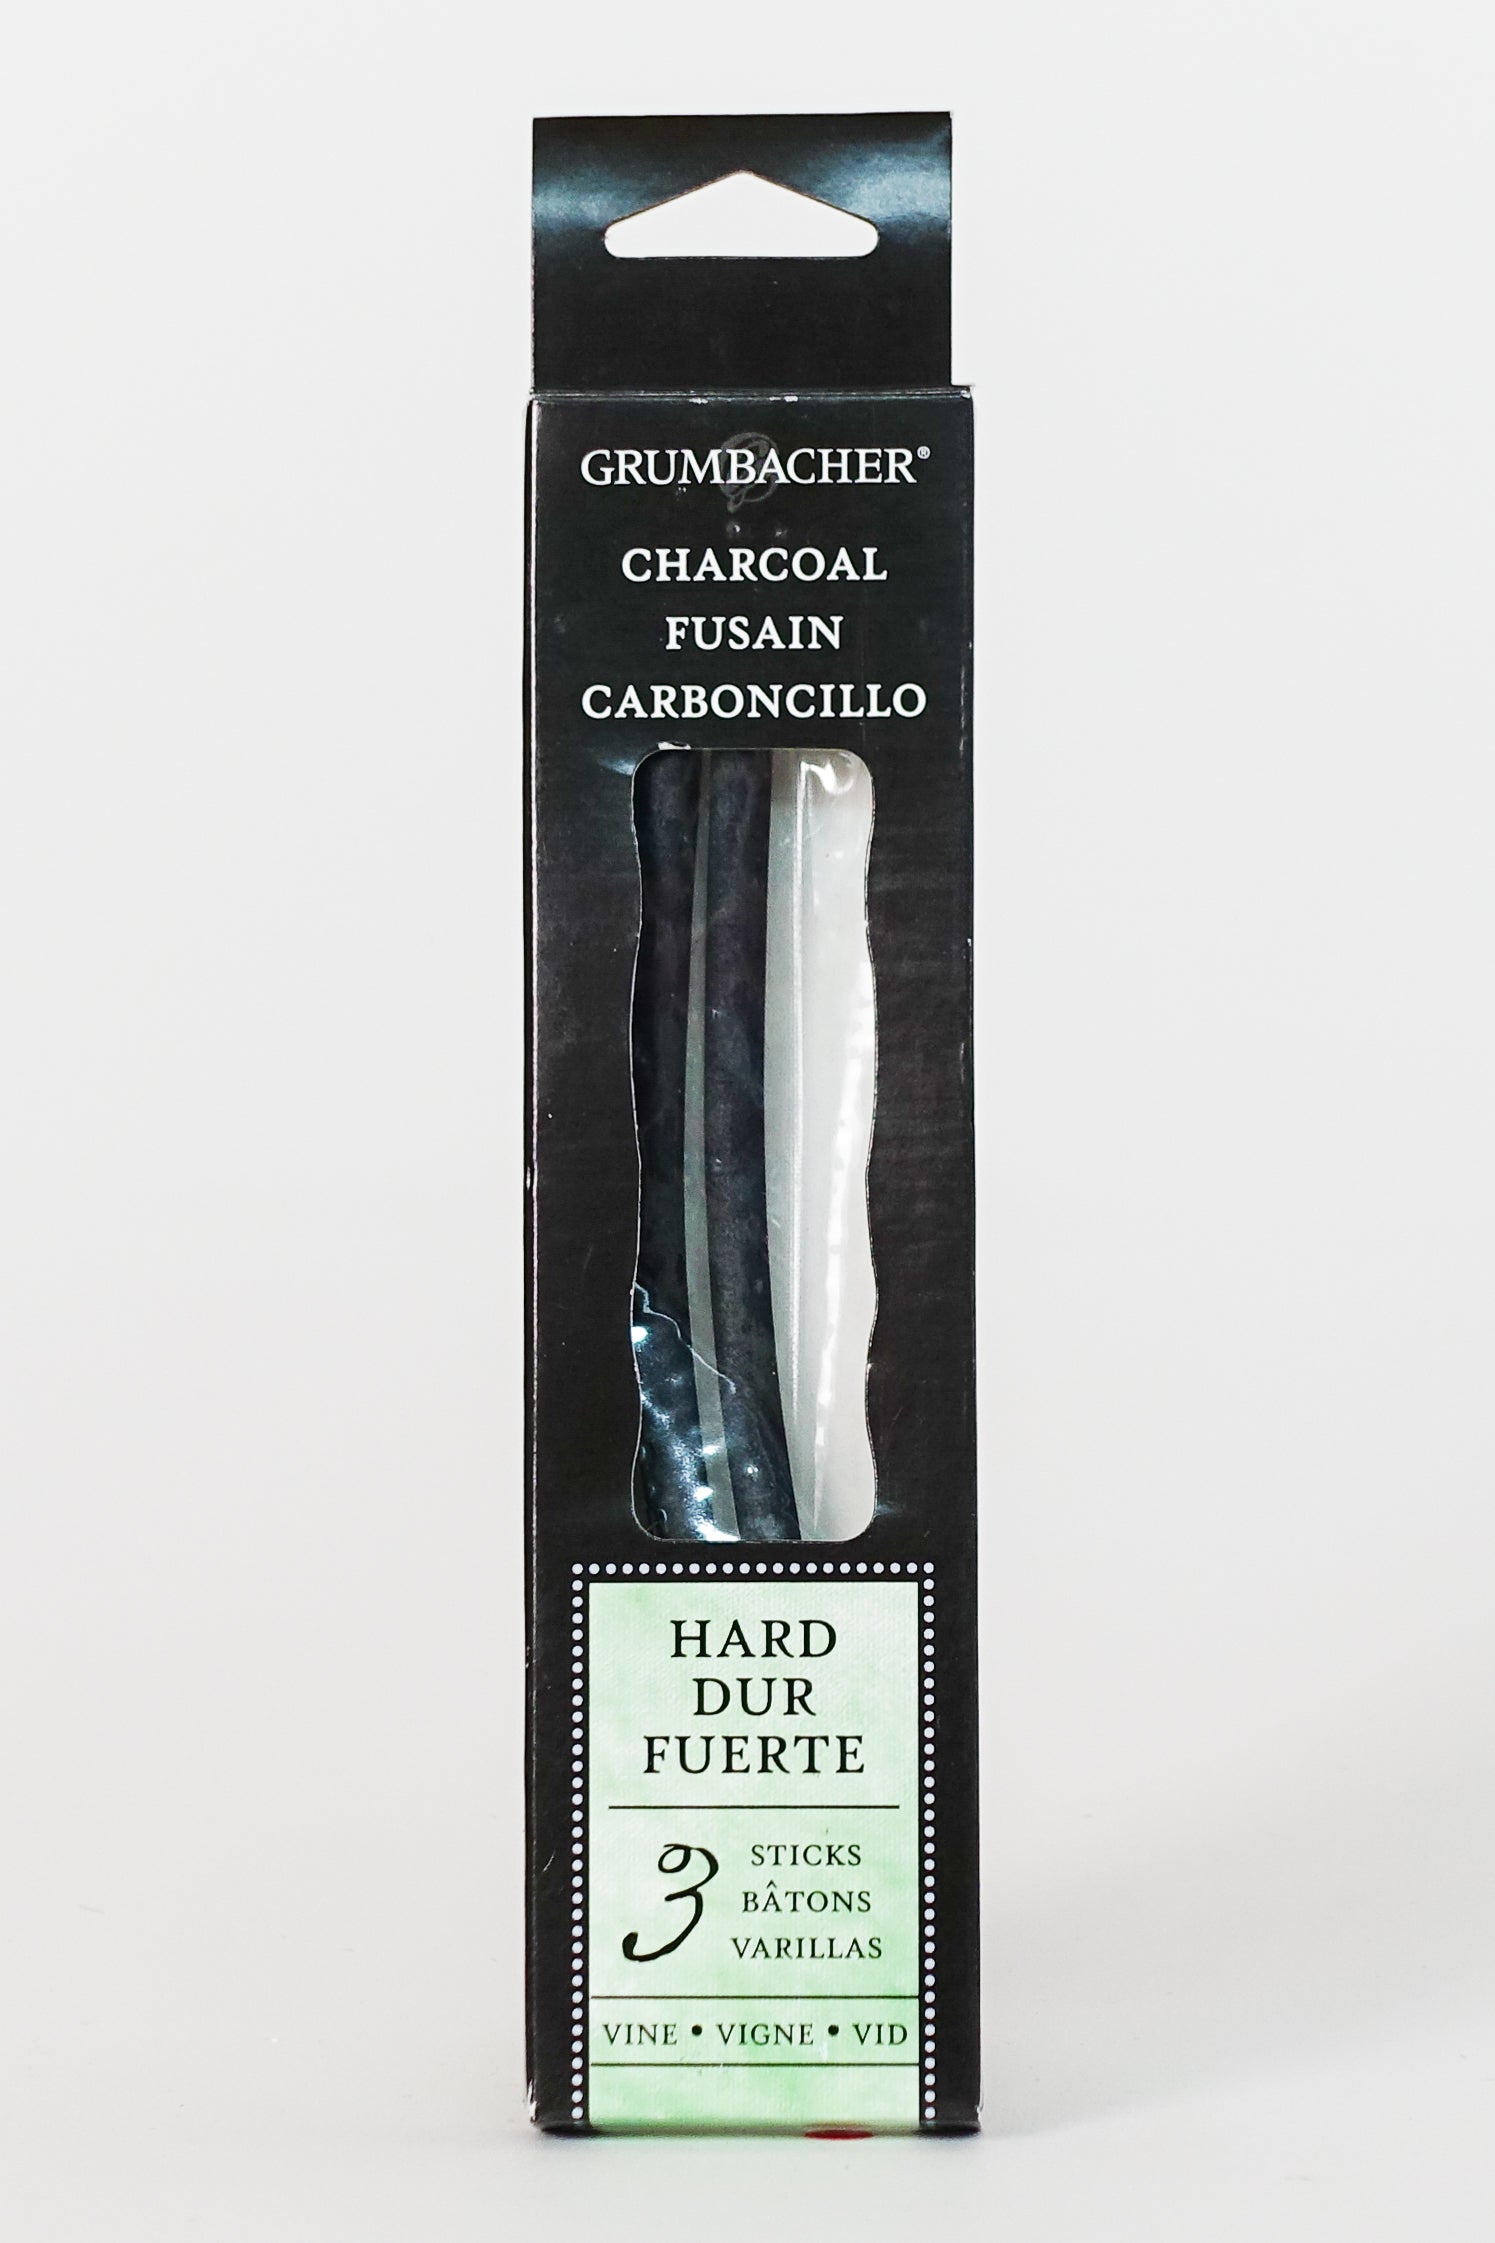 GRUMBACHER®
CHARCOAL
FUSAIN
CARBONCILLO
HARD
DUR
FUERTE
3 STICKS
BÂTONS
VARILLAS
VINE • VIGNE • VID